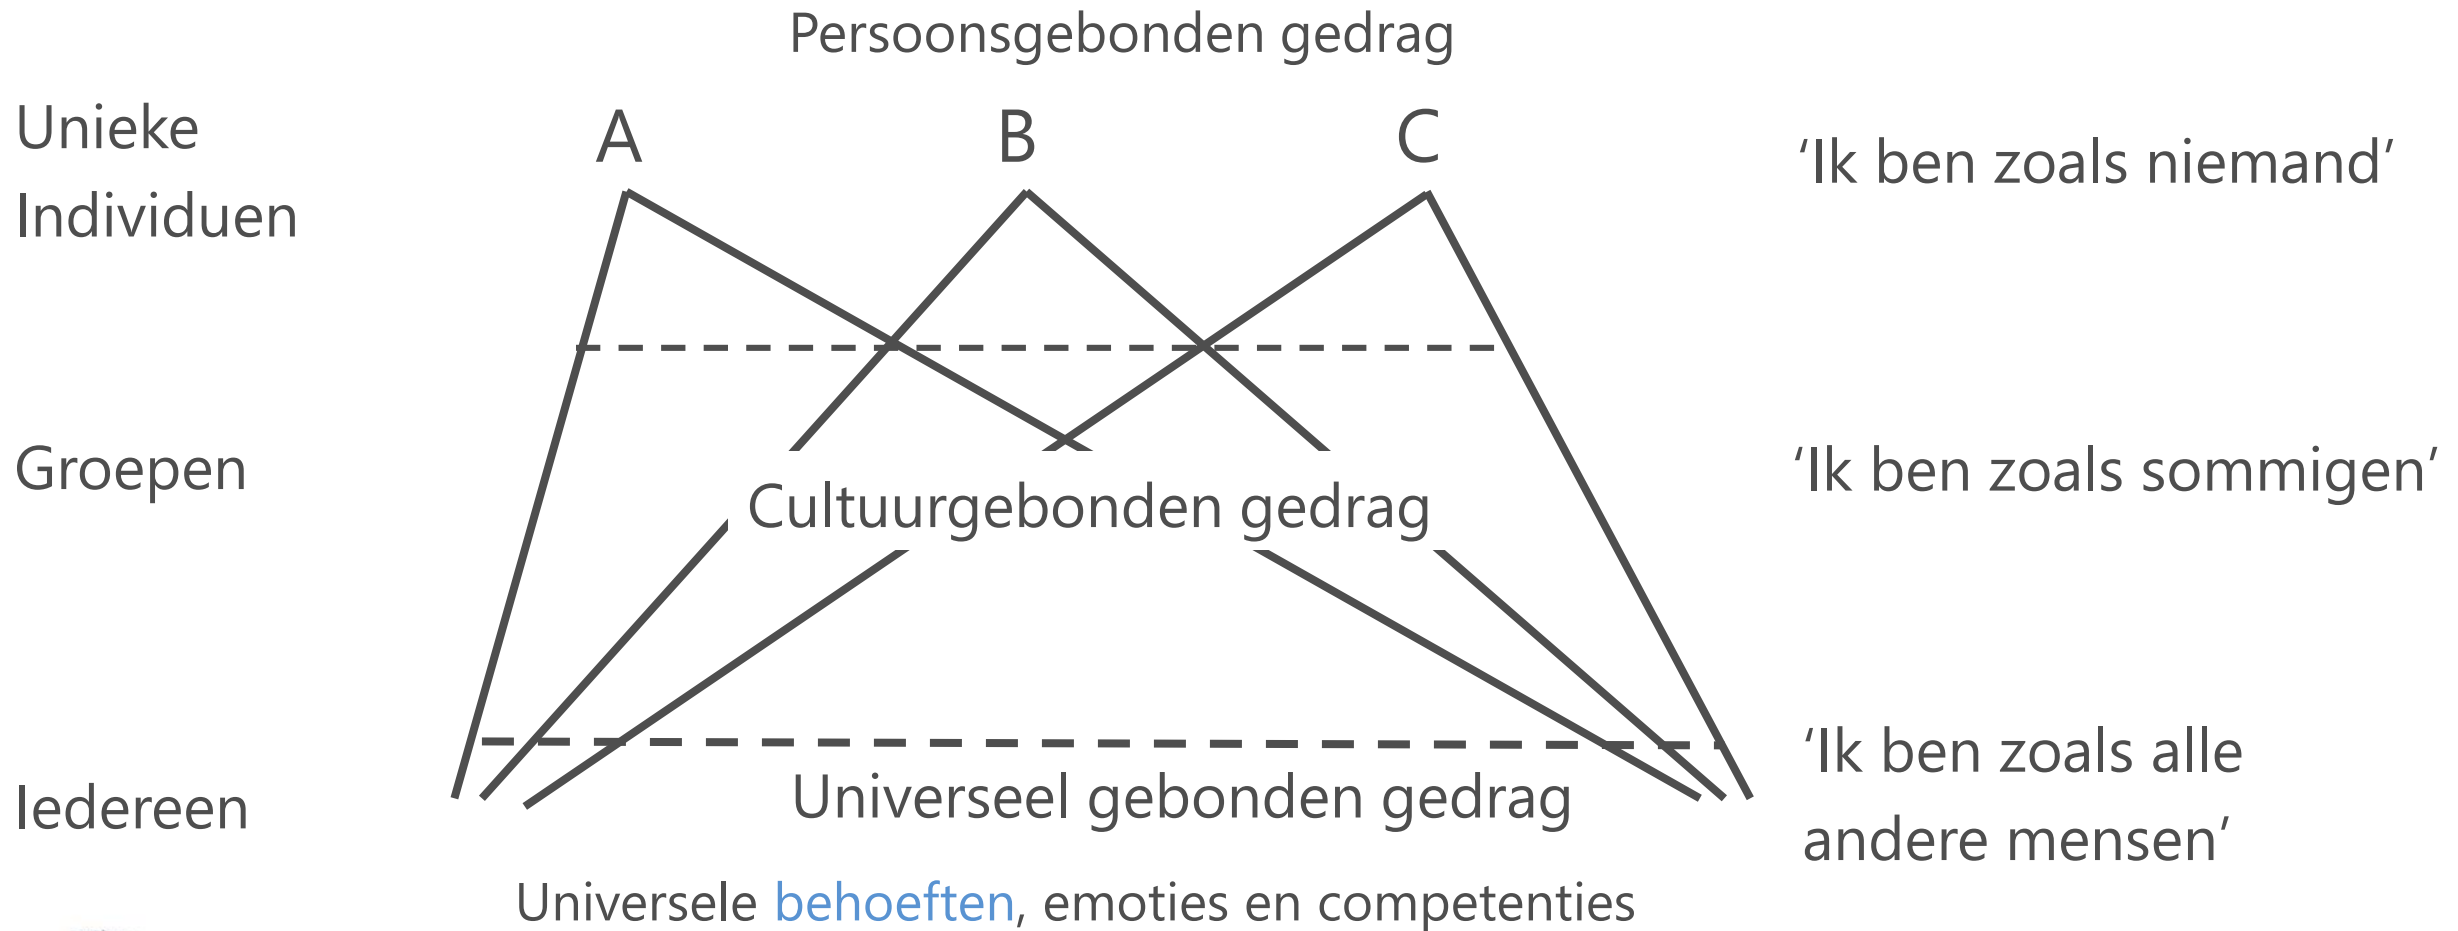 Persoonsgebonden gedrag
Unieke
Individuen
A
B
C
‘Ik ben zoals niemand’
Groepen
Cultuurgebonden gedrag
‘Ik ben zoals sommigen’
Iedereen
Universeel gebonden gedrag
‘Ik ben zoals alle
andere mensen’
Universele behoeften, emoties en competenties